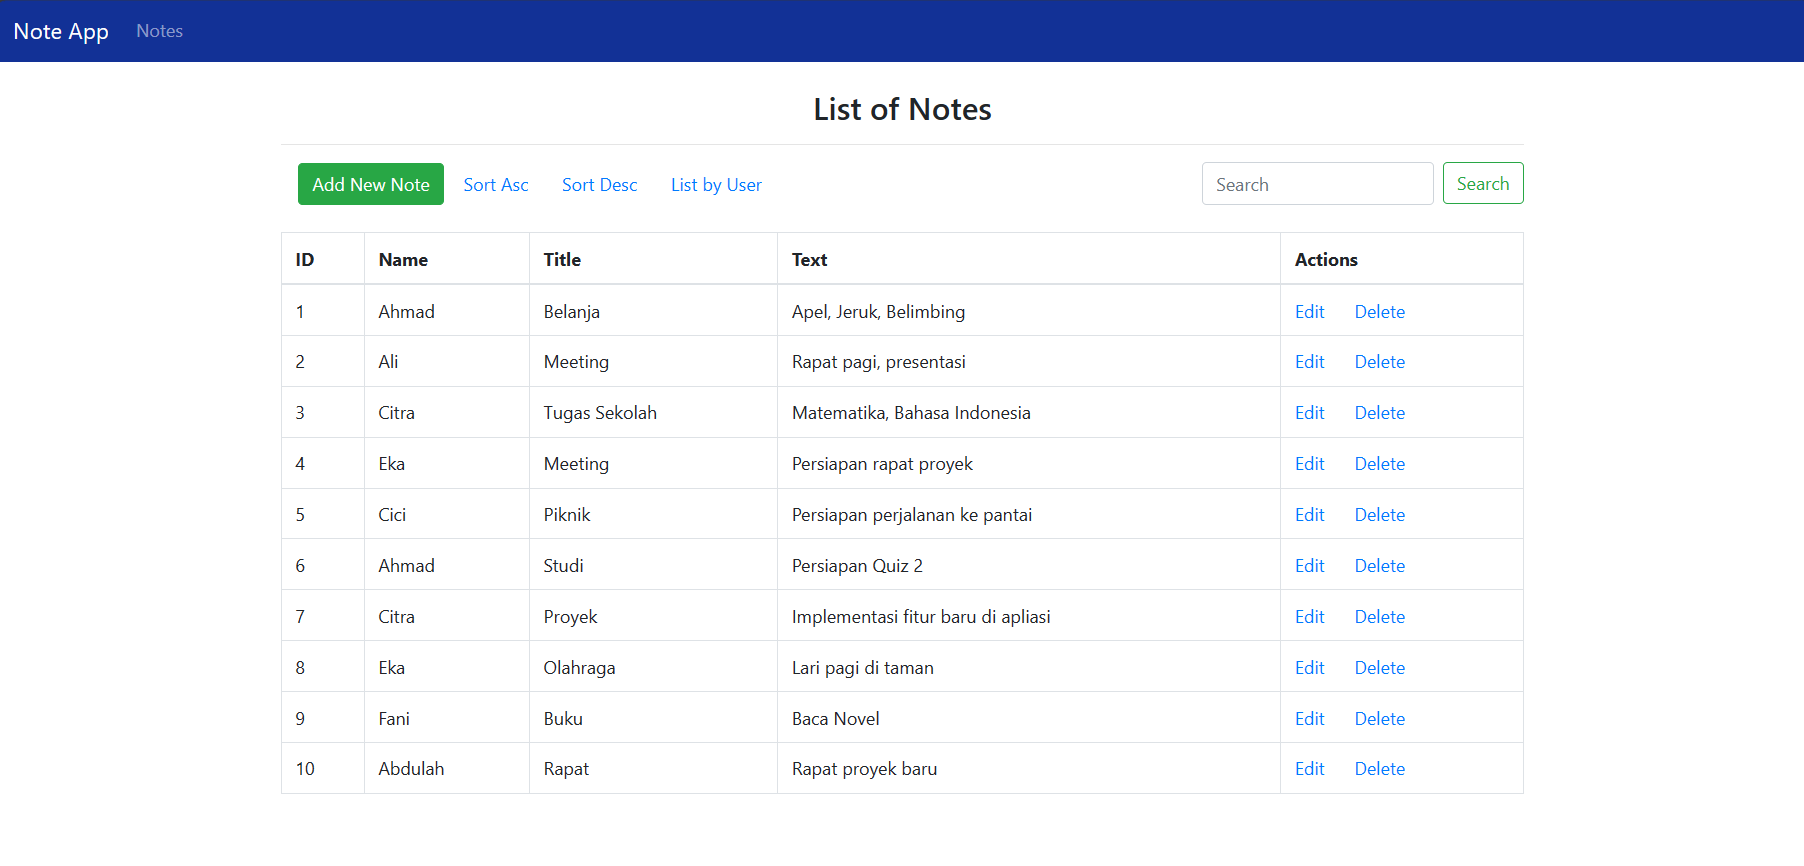 Note App Notes
List of Notes
Add New Note Sort Asc Sort Desc List by User Search Search
ID Name Title Text Actions
1 Ahmad Belanja Apel, Jeruk, Belimbing Edit Delete
2 Ali Meeting Rapat pagi, presentasi Edit Delete
3 Citra Tugas Sekolah Matematika, Bahasa Indonesia Edit Delete
4 Eka Meeting Persiapan rapat proyek Edit Delete
5 Cici Piknik Persiapan perjalanan ke pantai Edit Delete
6 Ahmad Studi Persiapan Quiz 2 Edit Delete
7 Citra Proyek Implementasi fitur baru di apliasi Edit Delete
8 Eka Olahraga Lari pagi di taman Edit Delete
9 Fani Buku Baca Novel Edit Delete
10 Abdulah Rapat Rapat proyek baru Edit Delete